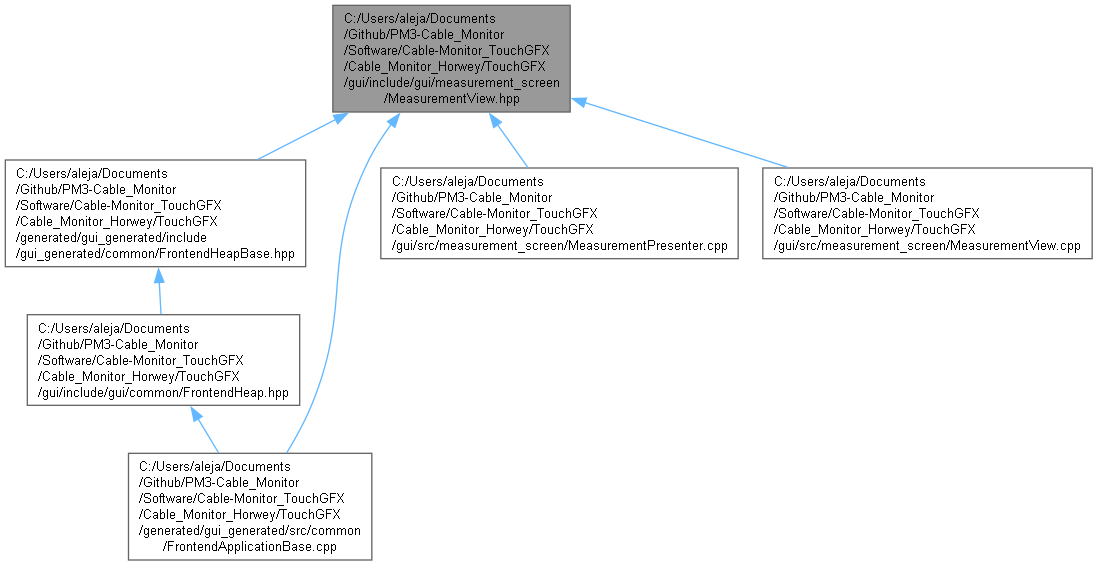 C:/Users/aleja/Documents
/Github/PM3-Cable_Monitor
/Software/Cable-Monitor_TouchGFX
/Cable_Monitor_Horwey/TouchGFX
/gui/include/gui/measurement_screen
/MeasurementView.hpp
C:/Users/aleja/Documents
/Github/PM3-Cable_Monitor
/Software/Cable-Monitor_TouchGFX
/Cable_Monitor_Horwey/TouchGFX
/generated/gui_generated/include
/gui_generated/common/FrontendHeapBase.hpp
C:/Users/aleja/Documents
/Github/PM3-Cable_Monitor
/Software/Cable-Monitor_TouchGFX
/Cable_Monitor_Horwey/TouchGFX
/gui/src/measurement_screen/MeasurementPresenter.cpp
C:/Users/aleja/Documents
/Github/PM3-Cable_Monitor
/Software/Cable-Monitor_TouchGFX
/Cable_Monitor_Horwey/TouchGFX
/gui/src/measurement_screen/MeasurementView.cpp
C:/Users/aleja/Documents
/Github/PM3-Cable_Monitor
/Software/Cable-Monitor_TouchGFX
/Cable_Monitor_Horwey/TouchGFX
/gui/include/gui/common/FrontendHeap.hpp
C:/Users/aleja/Documents
/Github/PM3-Cable_Monitor
/Software/Cable-Monitor_TouchGFX
/Cable_Monitor_Horwey/TouchGFX
/generated/gui_generated/src/common
/FrontendApplicationBase.cpp